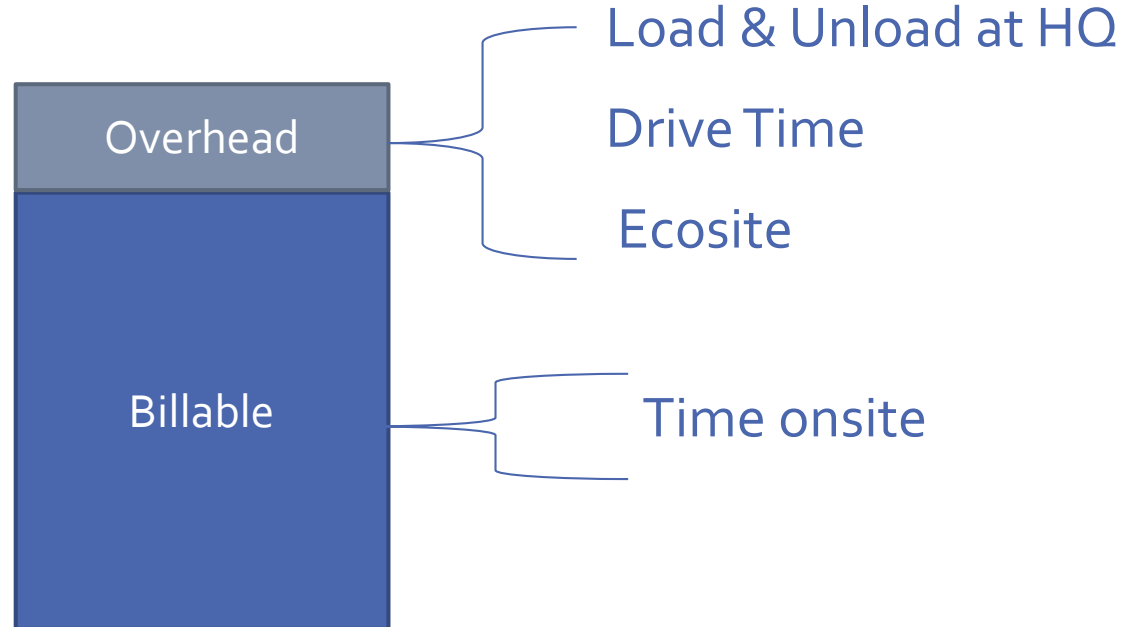 Load & Unload at HQ
Overhead
Drive Time
Ecosite
Billable
Time onsite